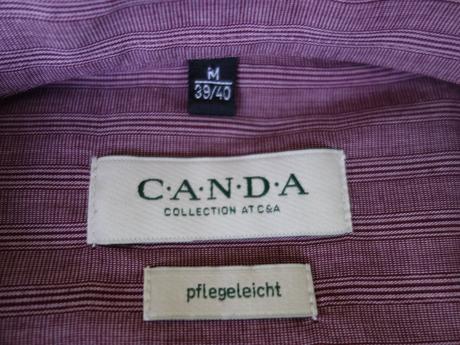 M
39/40
C·A·N·D·A
COLLECTION AT C&A
pflegeleicht